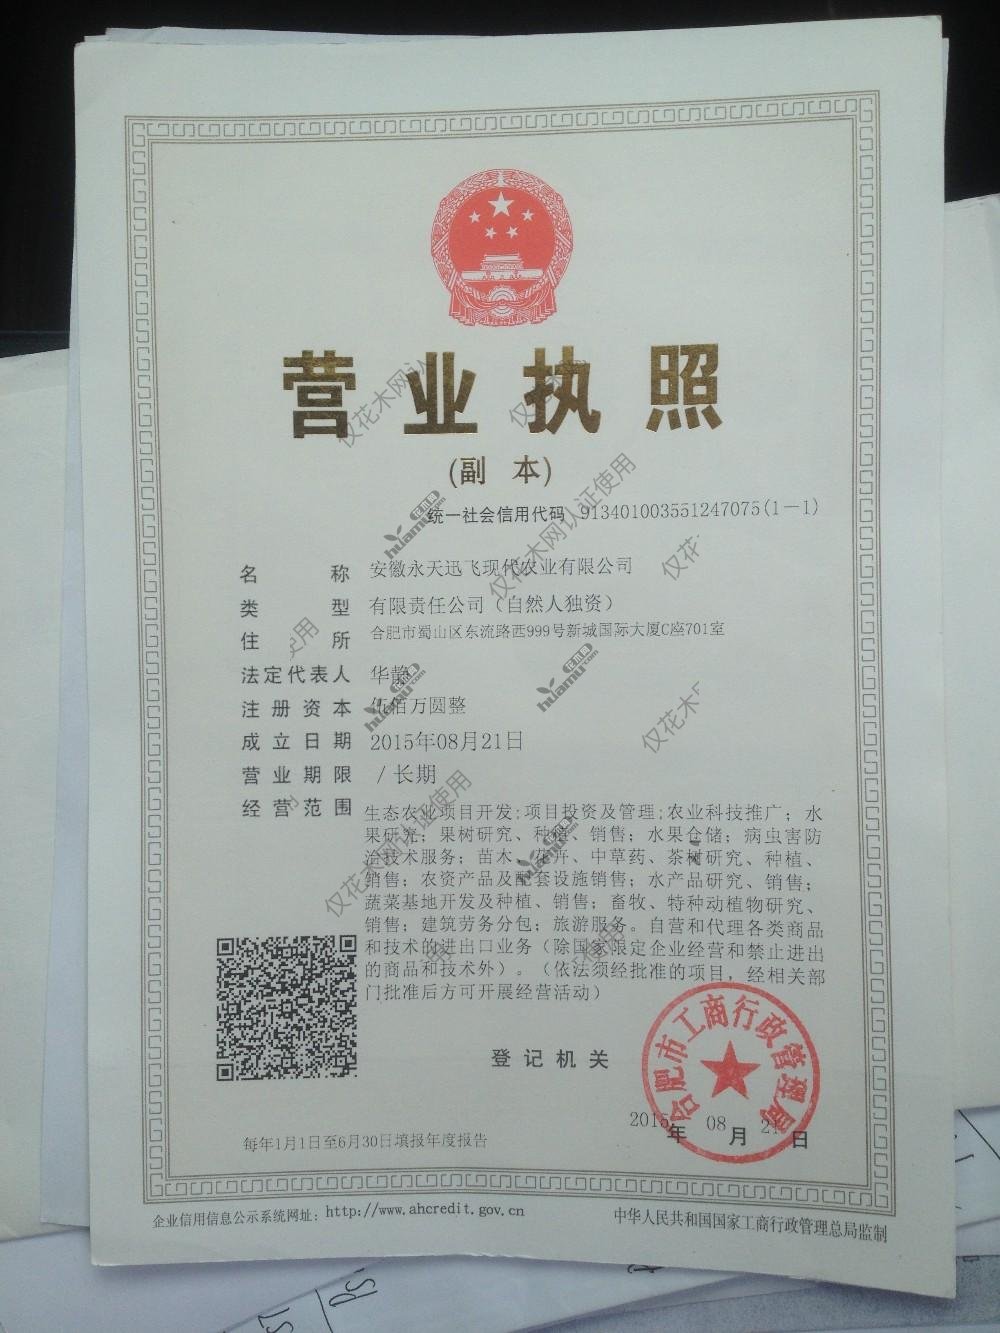 营业执照
(副 本)
统一社会信用代码 913401003551247075(1-1)
名 称 安徽永天迅飞现代农业有限公司
类 型 有限责任公司（自然人独资）
住 所 合肥市蜀山区东流路西999号新城国际大厦C座701室
法定代表人 华静
注册资本 伍佰万圆整
成立日期 2015年08月21日
营业期限 / 长期
经营范围 生态农业项目开发;项目投资及管理;农业科技推广；水
果研究；果树研究、种植、销售；水果仓储；病虫害防
治技术服务；苗木、花卉、中草药、茶树研究、种植、
销售；农资产品及配套设施销售；水产品研究、销售；
蔬菜基地开发及种植、销售；畜牧、特种动植物研究、
销售；建筑劳务分包；旅游服务。自营和代理各类商品
和技术的进出口业务（除国家限定企业经营和禁止进出
的商品和技术外）。（依法须经批准的项目，经相关部
门批准后方可开展经营活动）
登记机关
合肥市工商行政管理局
2015年 08月 21日
每年1月1日至6月30日填报年度报告
企业信用信息公示系统网址：http://www.ahcredit.gov.cn
中华人民共和国国家工商行政管理总局监制
仅花木网认证使用
花木网
huamu.com